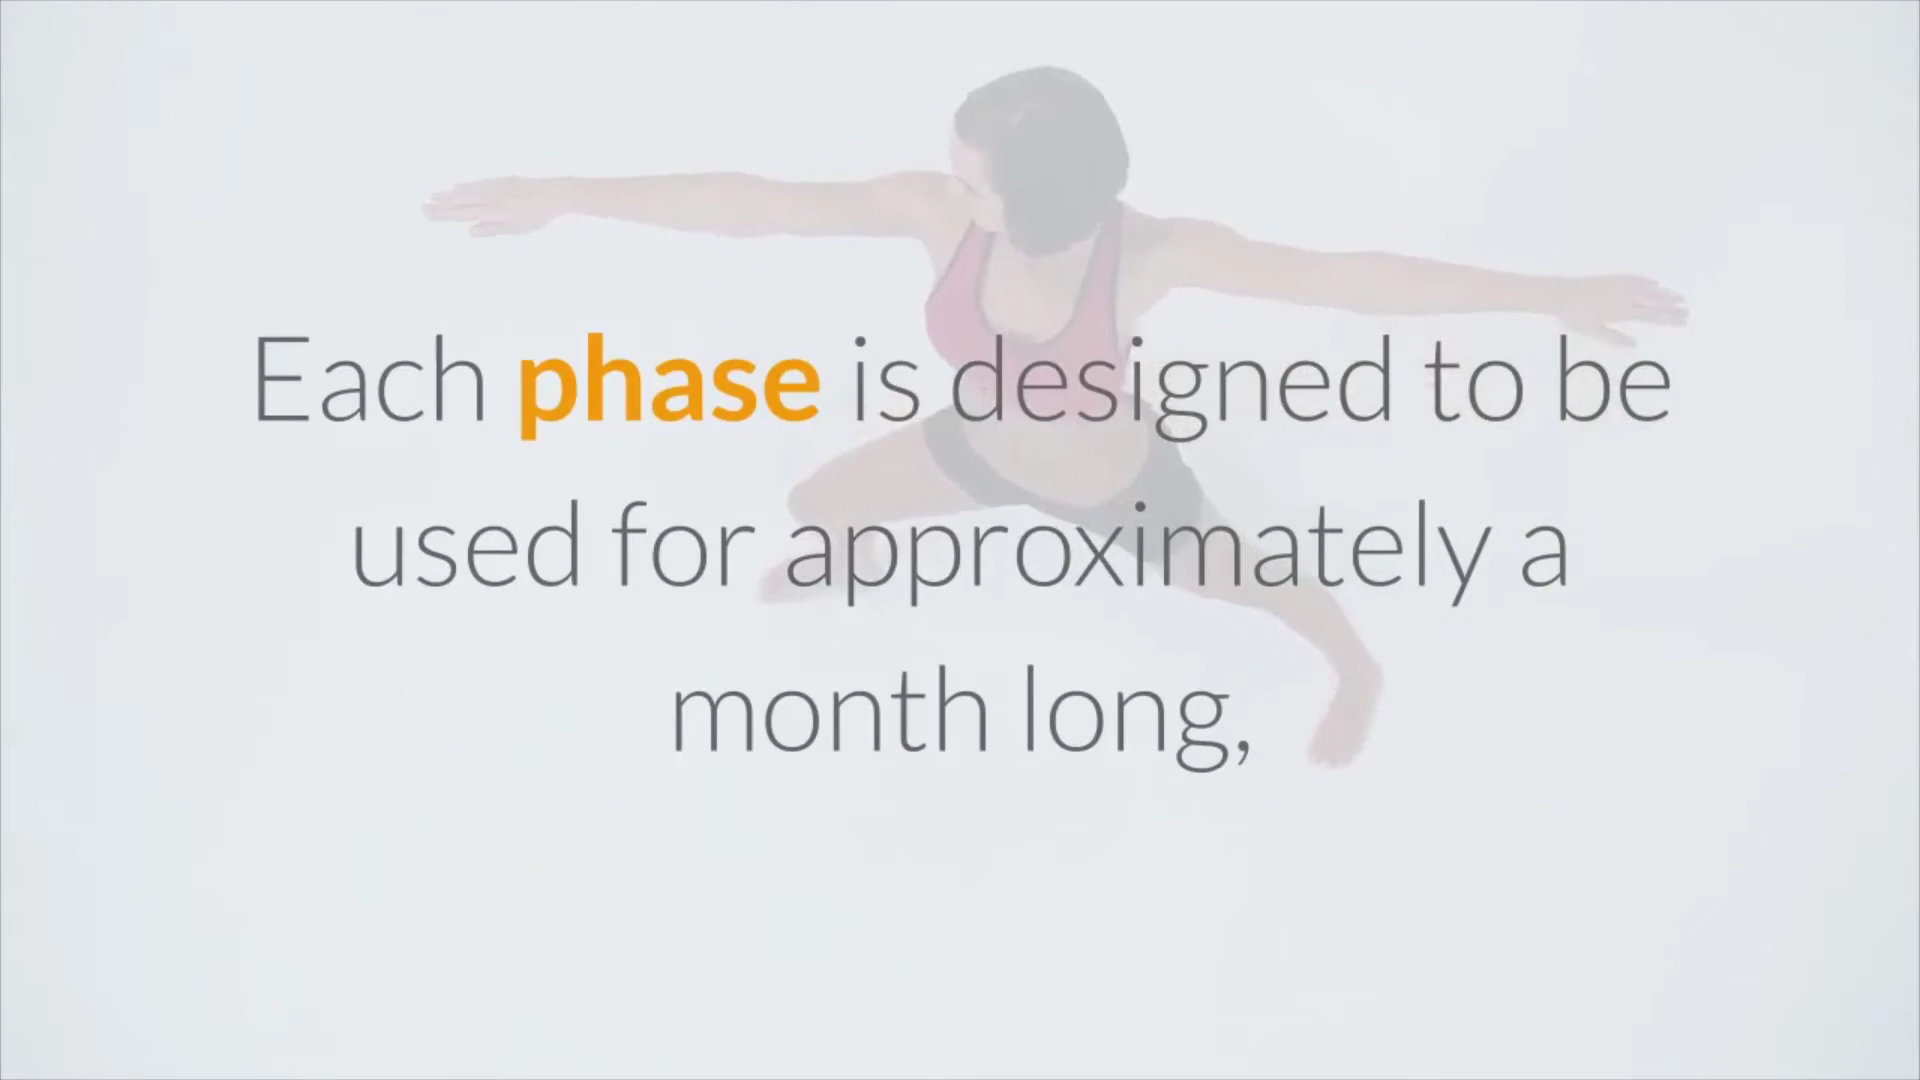 Each phase is designed to be
used for approximately a
month long,